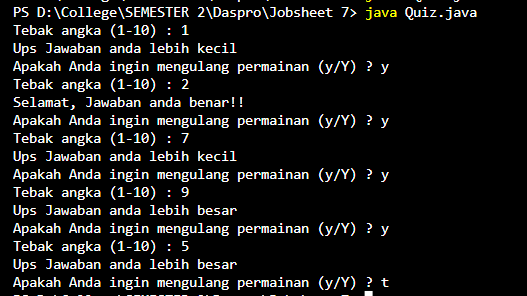 PS D:\College\SEMESTER 2\Daspro\Jobsheet 7> java Quiz.java
Tebak angka (1-10) : 1
Ups Jawaban anda lebih kecil
Apakah Anda ingin mengulang permainan (y/Y) ? y
Tebak angka (1-10) : 2
Selamat, Jawaban anda benar!!
Apakah Anda ingin mengulang permainan (y/Y) ? y
Tebak angka (1-10) : 7
Ups Jawaban anda lebih kecil
Apakah Anda ingin mengulang permainan (y/Y) ? y
Tebak angka (1-10) : 9
Ups Jawaban anda lebih besar
Apakah Anda ingin mengulang permainan (y/Y) ? y
Tebak angka (1-10) : 5
Ups Jawaban anda lebih besar
Apakah Anda ingin mengulang permainan (y/Y) ? t